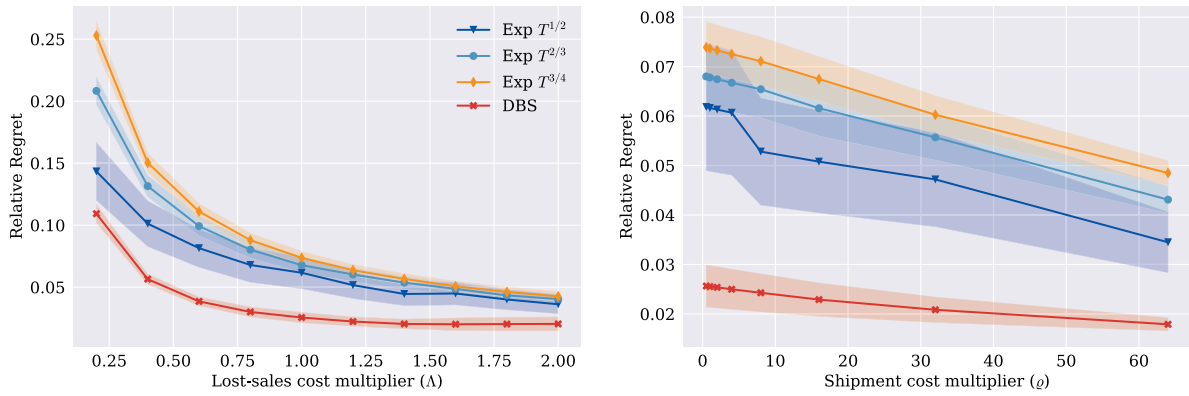 Relative Regret
0.25
0.20
0.15
0.10
0.05
0.25 0.50 0.75 1.00 1.25 1.50 1.75 2.00
Lost-sales cost multiplier (Λ)
Exp T^{1/2}
Exp T^{2/3}
Exp T^{3/4}
DBS
Relative Regret
0.08
0.07
0.06
0.05
0.04
0.03
0.02
0 10 20 30 40 50 60
Shipment cost multiplier (ϱ)